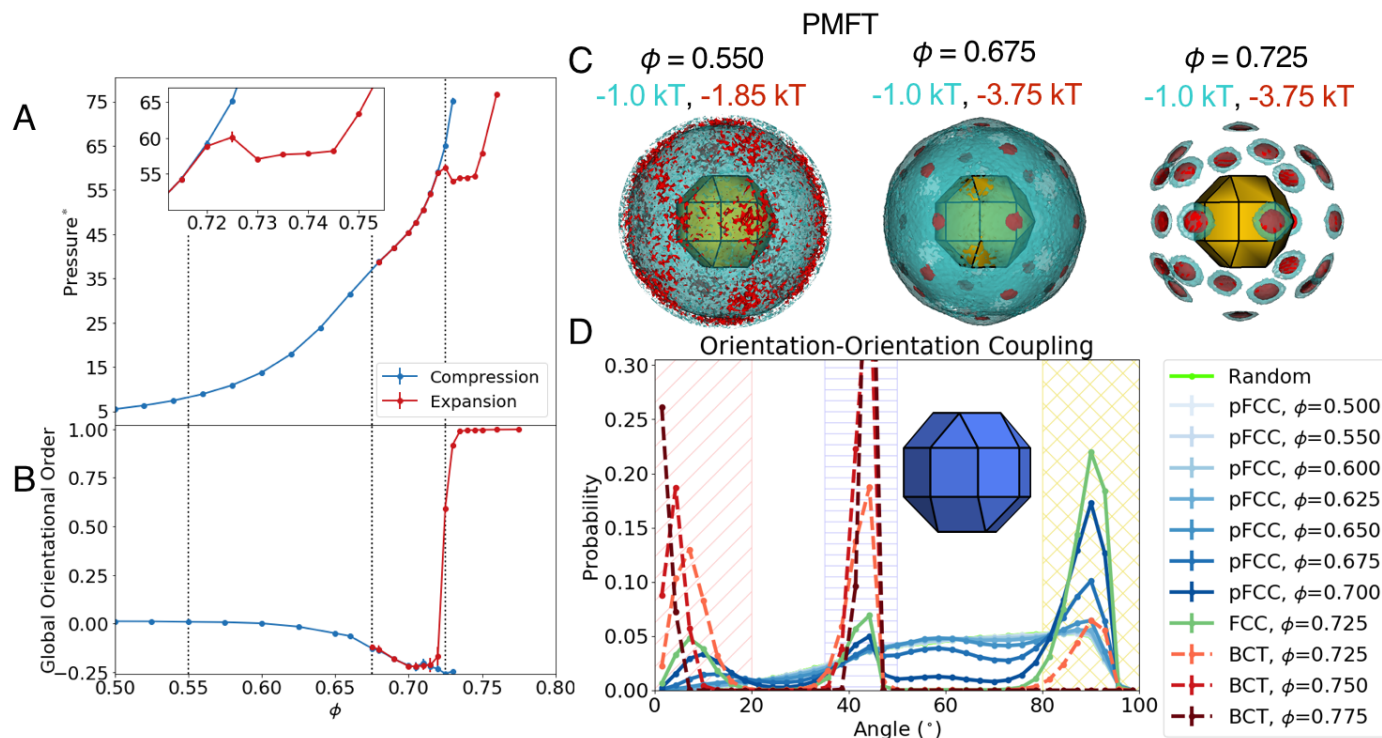 PMFT
A
B
C
D
ϕ = 0.550
-1.0 kT, -1.85 kT
ϕ = 0.675
-1.0 kT, -3.75 kT
ϕ = 0.725
-1.0 kT, -3.75 kT
Pressure*
75
65
55
45
35
25
15
5
65
60
55
0.72 0.73 0.74 0.75
Compression
Expansion
Global Orientational Order
1.00
0.75
0.50
0.25
0.00
−0.25
0.50 0.55 0.60 0.65 0.70 0.75 0.80
ϕ
Orientation-Orientation Coupling
Probability
0.30
0.25
0.20
0.15
0.10
0.05
0.00
0 20 40 60 80 100
Angle (°)
Random
pFCC, ϕ=0.500
pFCC, ϕ=0.550
pFCC, ϕ=0.600
pFCC, ϕ=0.625
pFCC, ϕ=0.650
pFCC, ϕ=0.675
pFCC, ϕ=0.700
FCC, ϕ=0.725
BCT, ϕ=0.725
BCT, ϕ=0.750
BCT, ϕ=0.775